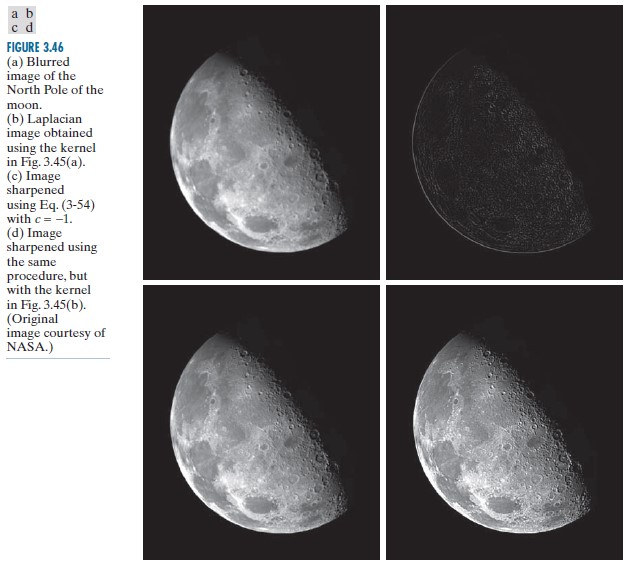 a b
c d
FIGURE 3.46
(a) Blurred
image of the
North Pole of the
moon.
(b) Laplacian
image obtained
using the kernel
in Fig. 3.45(a).
(c) Image
sharpened
using Eq. (3-54)
with c = −1.
(d) Image
sharpened using
the same
procedure, but
with the kernel
in Fig. 3.45(b).
(Original
image courtesy of
NASA.)